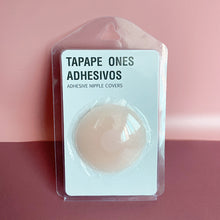 TAPAPE ONES
ADHESIVOS
ADHESIVE NIPPLE COVERS